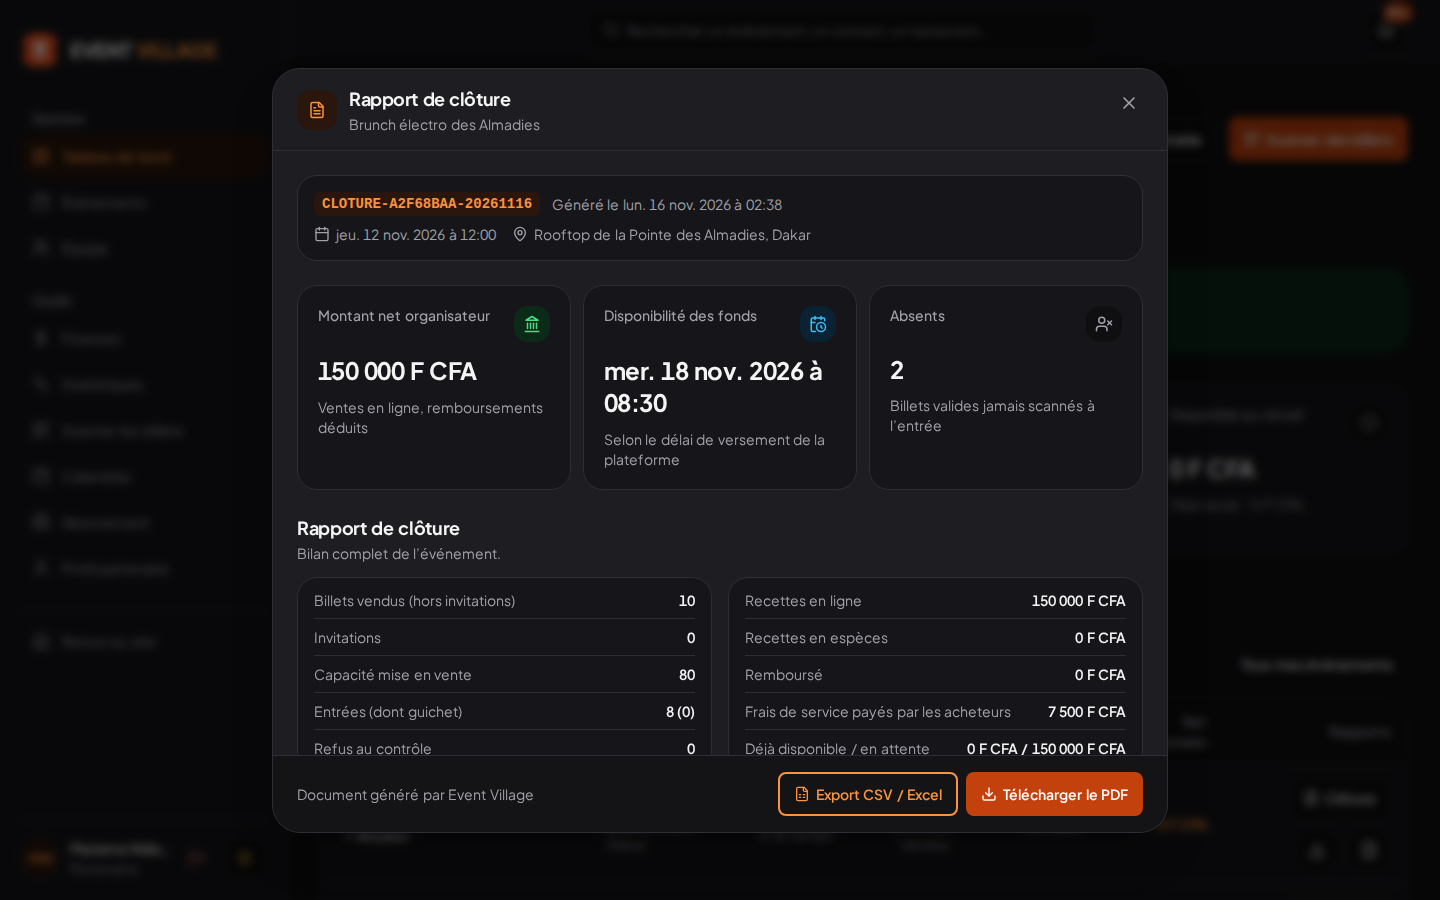 EVENT VILLAGE
Rapport de clôture
Brunch électro des Almadies
CLOTURE-A2F68BAA-20261116
Généré le lun. 16 nov. 2026 à 02:38
jeu. 12 nov. 2026 à 12:00
Rooftop de la Pointe des Almadies, Dakar
Montant net organisateur
150 000 F CFA
Ventes en ligne, remboursements
déduits
Disponibilité des fonds
mer. 18 nov. 2026 à
08:30
Selon le délai de versement de la
plateforme
Absents
2
Billets valides jamais scannés à
l’entrée
Rapport de clôture
Bilan complet de l’événement.
Billets vendus (hors invitations) 10
Invitations 0
Capacité mise en vente 80
Entrées (dont guichet) 8 (0)
Refus au contrôle 0
Recettes en ligne 150 000 F CFA
Recettes en espèces 0 F CFA
Remboursé 0 F CFA
Frais de service payés par les acheteurs 7 500 F CFA
Déjà disponible / en attente 0 F CFA / 150 000 F CFA
Document généré par Event Village
Export CSV / Excel
Télécharger le PDF